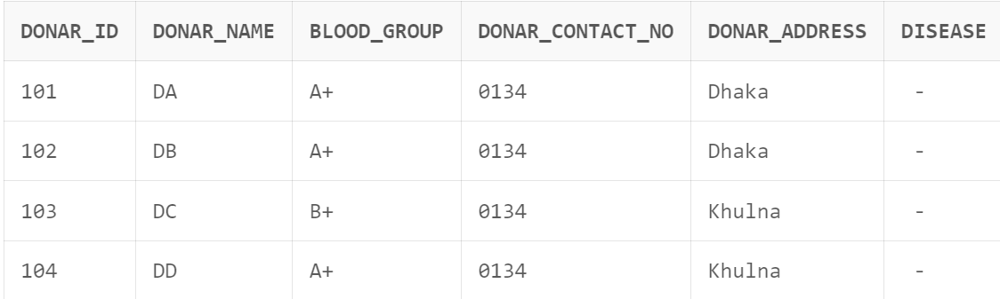 DONAR_ID DONAR_NAME BLOOD_GROUP DONAR_CONTACT_NO DONAR_ADDRESS DISEASE
101 DA A+ 0134 Dhaka -
102 DB A+ 0134 Dhaka -
103 DC B+ 0134 Khulna -
104 DD A+ 0134 Khulna -